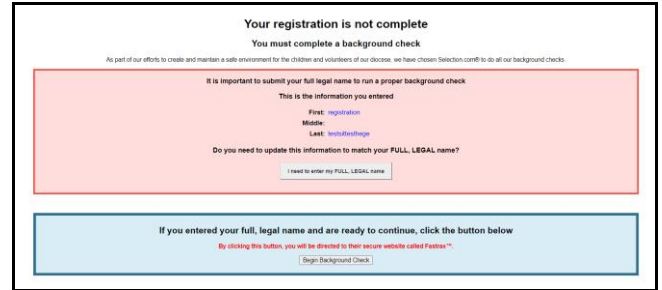 Your registration is not complete
You must complete a background check
As part of our efforts to create and maintain a safe environment for the children and volunteers of our diocese, we have chosen Selection.com® to do all our background checks.
It is important to submit your full legal name to run a proper background check
This is the information you entered
First: registration
Middle:
Last:
Do you need to update this information to match your FULL, LEGAL name?
I need to enter my FULL, LEGAL name
If you entered your full, legal name and are ready to continue, click the button below
By clicking this button, you will be directed to their secure website called Fastrax™.
Begin Background Check